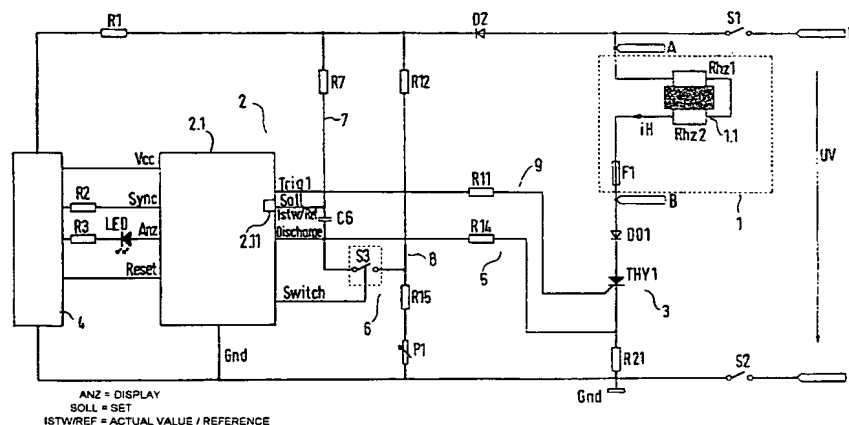 R1
D2
S1
A
Rhz1
R7
R12
2
7
2.1
iH
Rhz2
1.1
UV
Vcc
Trig1
R11
9
F1
R2
Sync
Soll
B
1
R3
LED
Anz
2.11
Istw/Ref.
C6
Discharge
R14
D01
Reset
S3
8
5
THY1
3
4
Switch
6
R15
Gnd
P1
R21
S2
Gnd
ANZ = DISPLAY
SOLL = SET
ISTW/REF = ACTUAL VALUE / REFERENCE